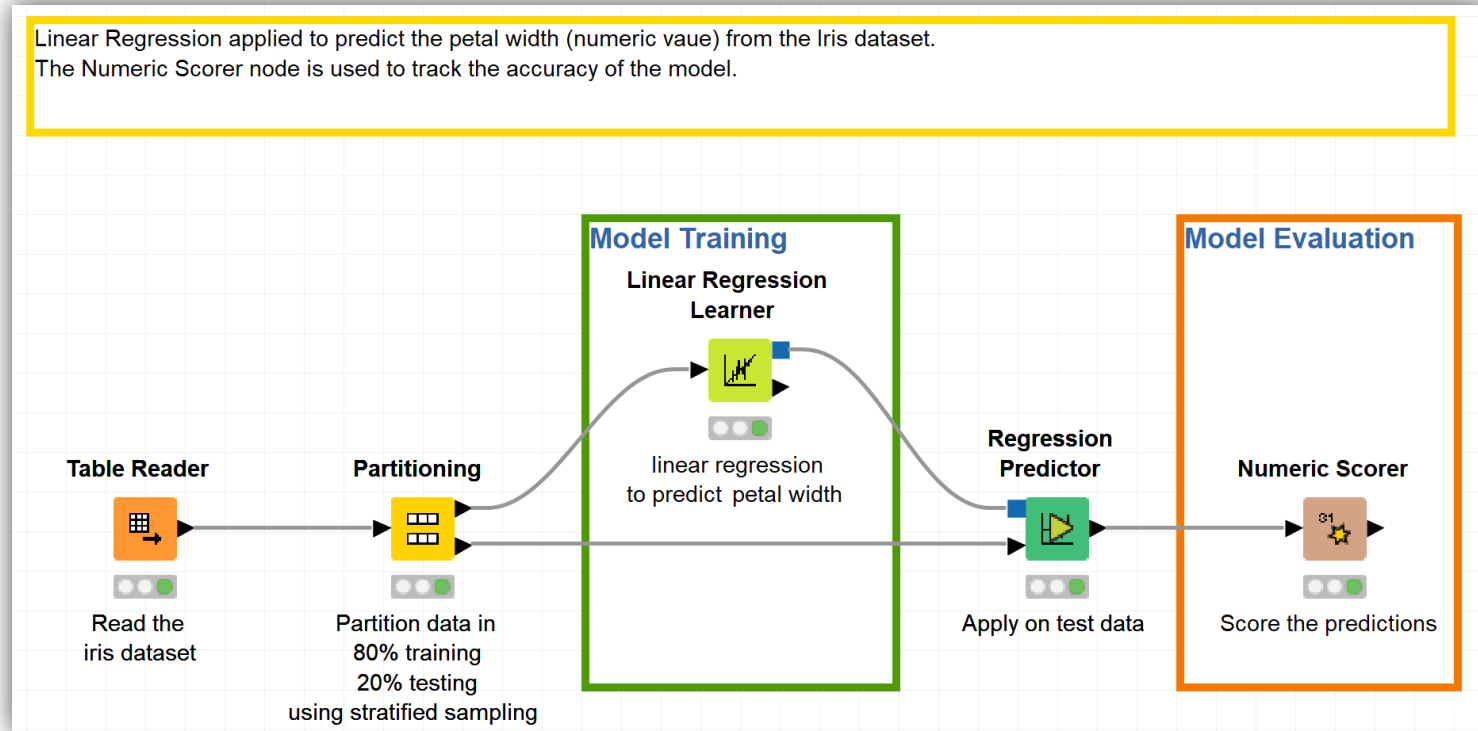 Linear Regression applied to predict the petal width (numeric vaue) from the Iris dataset.
The Numeric Scorer node is used to track the accuracy of the model.
Model Training
Linear Regression
Learner
linear regression
to predict petal width
Model Evaluation
Table Reader
Read the
iris dataset
Partitioning
Partition data in
80% training
20% testing
using stratified sampling
Regression
Predictor
Apply on test data
Numeric Scorer
31
Score the predictions